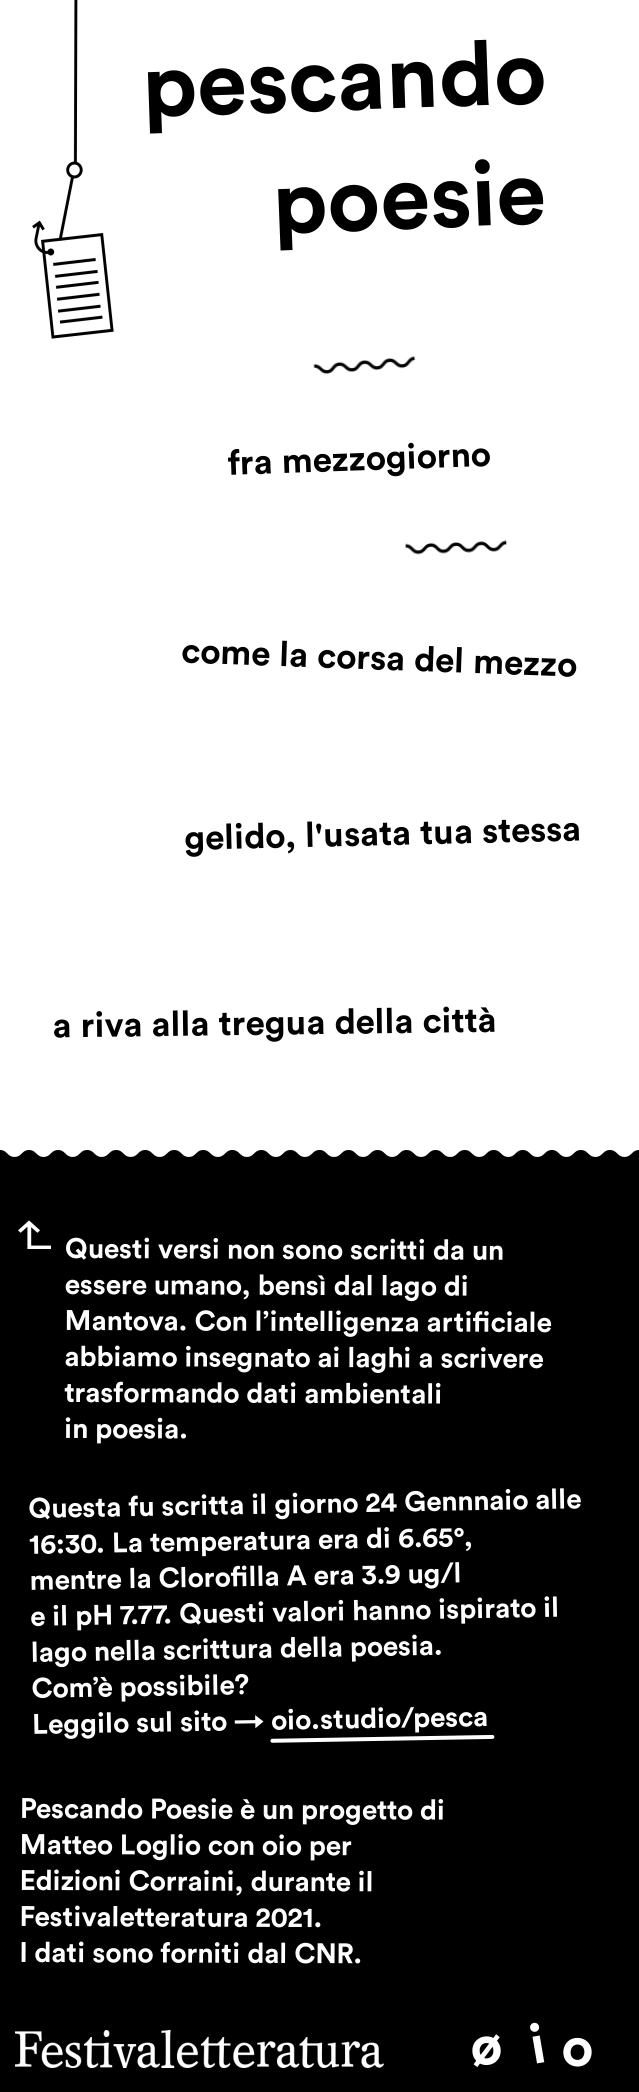 pescando
poesie
fra mezzogiorno
come la corsa del mezzo
gelido, l'usata tua stessa
a riva alla tregua della città
Questi versi non sono scritti da un
essere umano, bensì dal lago di
Mantova. Con l’intelligenza artificiale
abbiamo insegnato ai laghi a scrivere
trasformando dati ambientali
in poesia.
Questa fu scritta il giorno 24 Gennnaio alle
16:30. La temperatura era di 6.65°,
mentre la Clorofilla A era 3.9 ug/l
e il pH 7.77. Questi valori hanno ispirato il
lago nella scrittura della poesia.
Com’è possibile?
Leggilo sul sito → oio.studio/pesca
Pescando Poesie è un progetto di
Matteo Loglio con oio per
Edizioni Corraini, durante il
Festivaletteratura 2021.
I dati sono forniti dal CNR.
Festivaletteratura øio